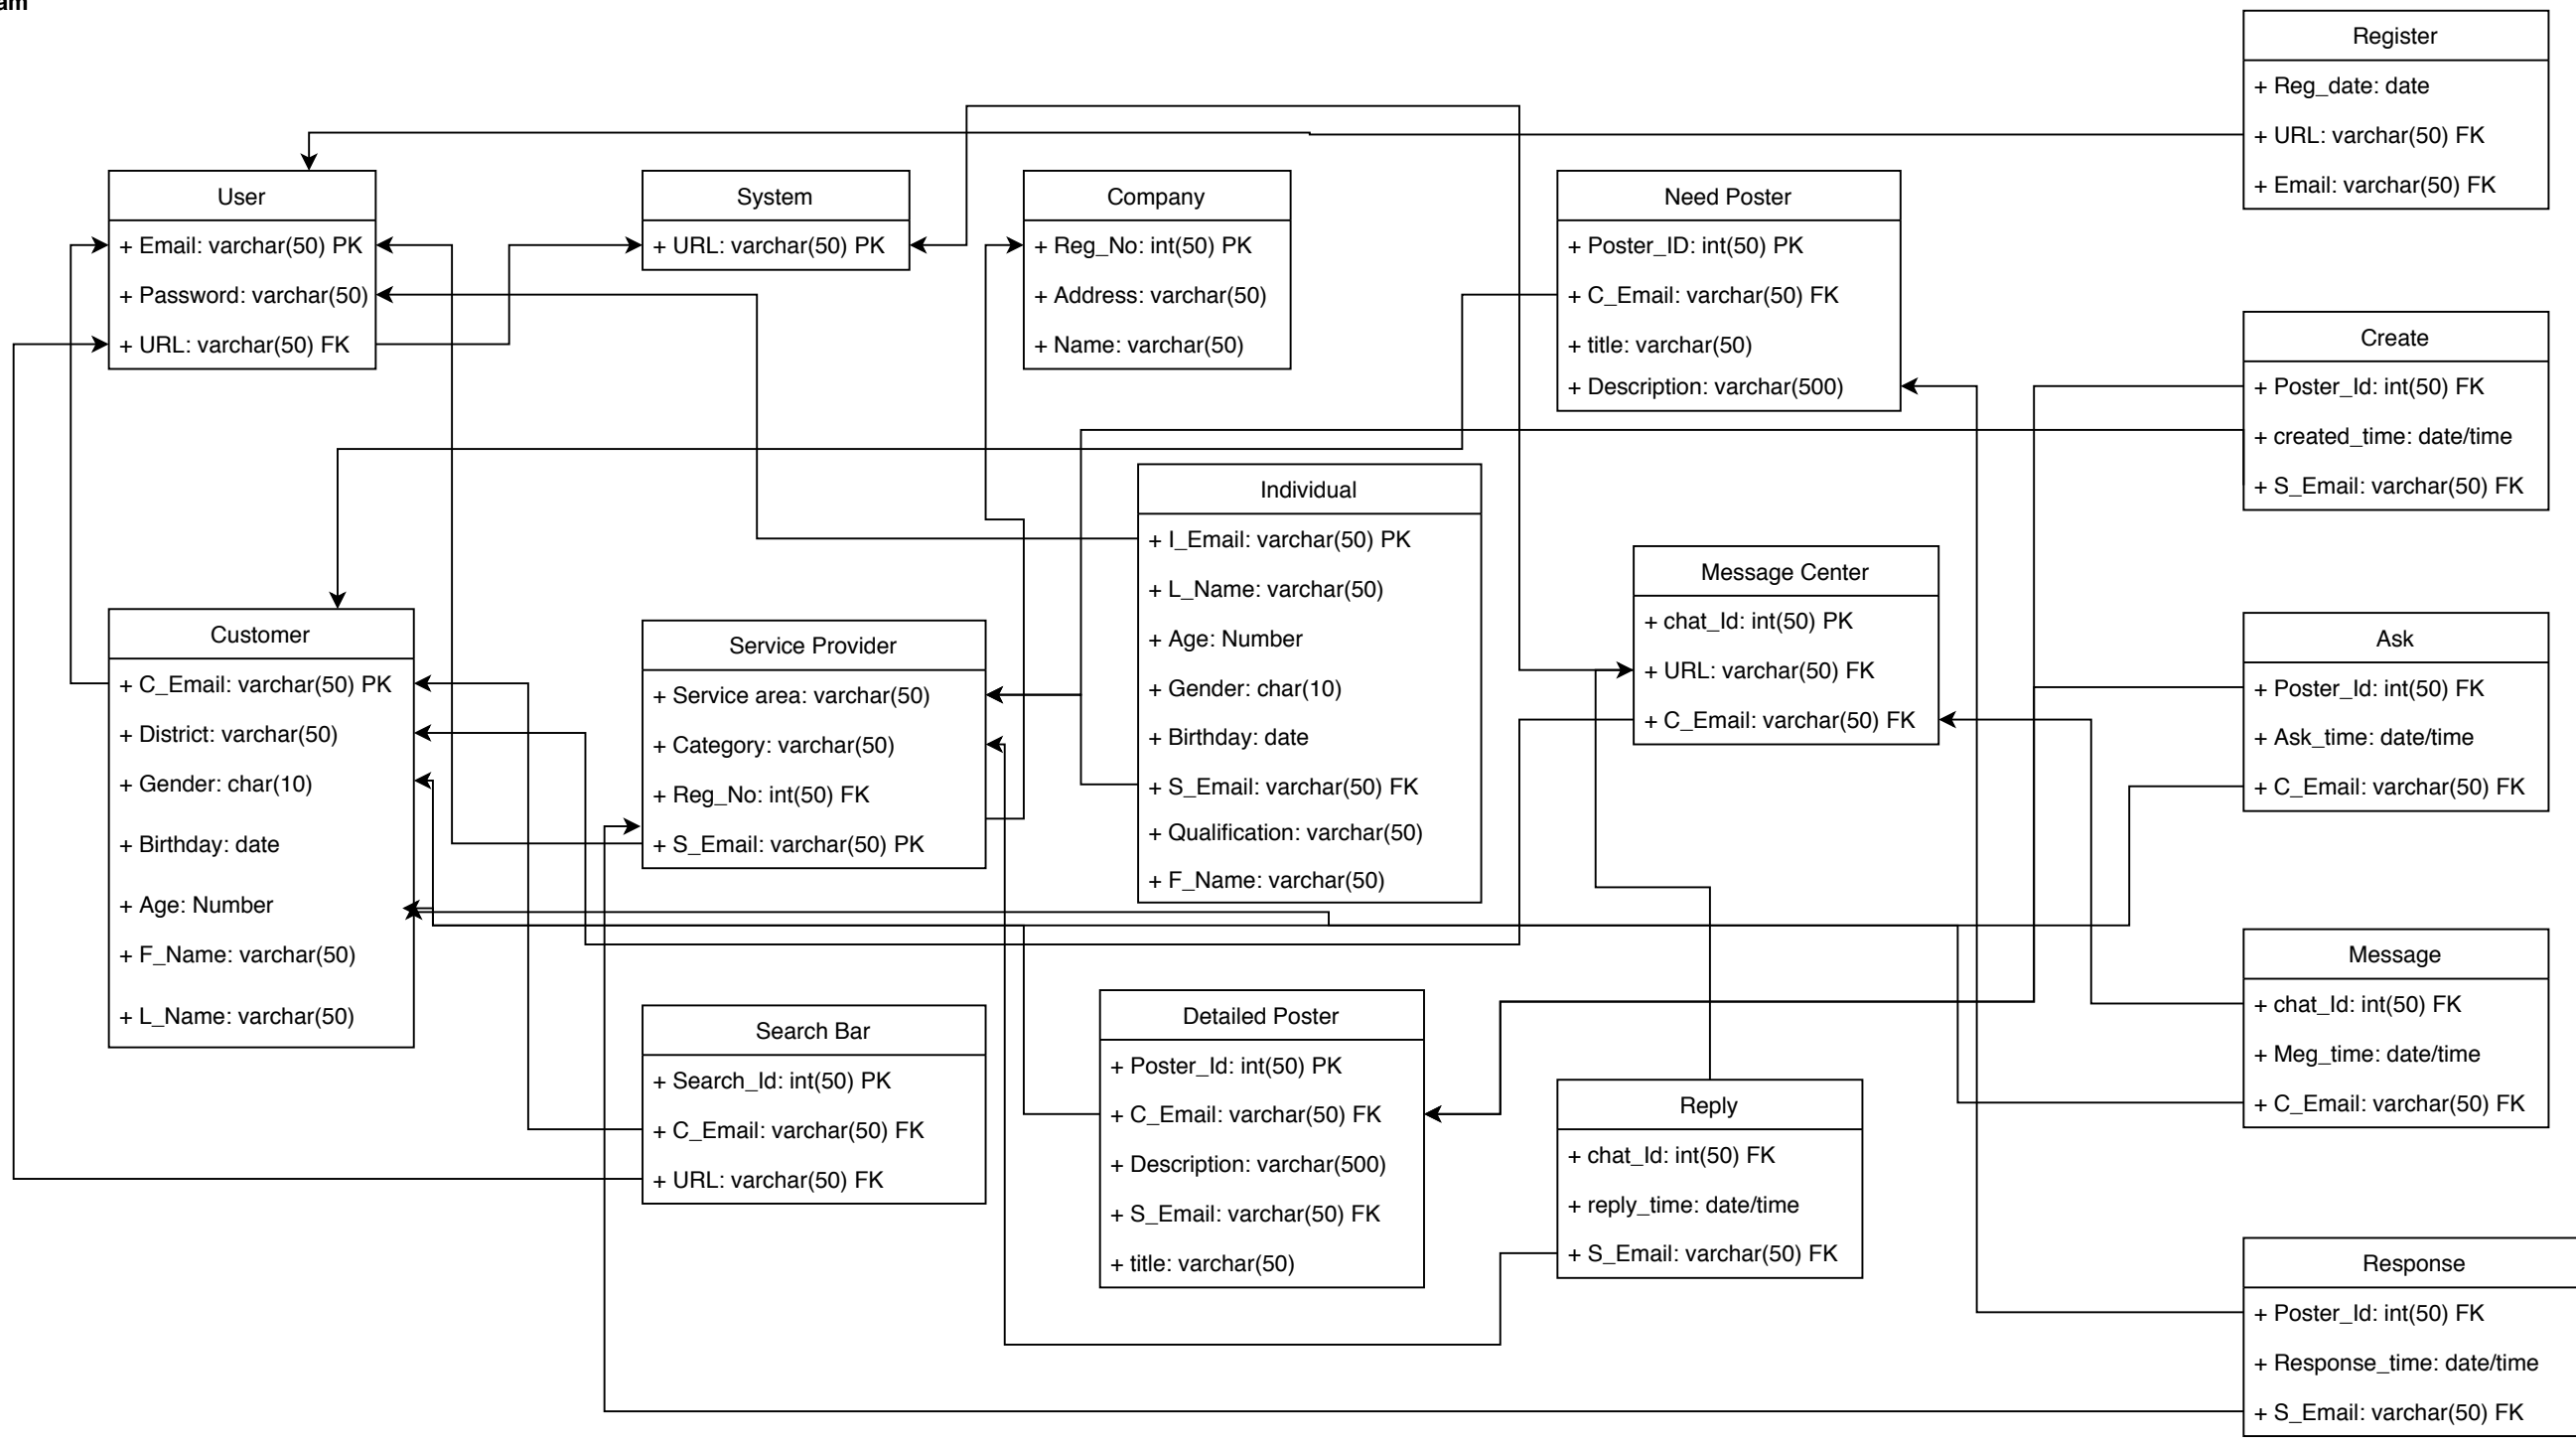 am
Register
+ Reg_date: date
+ URL: varchar(50) FK
+ Email: varchar(50) FK
User
+ Email: varchar(50) PK
+ Password: varchar(50)
+ URL: varchar(50) FK
System
+ URL: varchar(50) PK
Company
+ Reg_No: int(50) PK
+ Address: varchar(50)
+ Name: varchar(50)
Need Poster
+ Poster_ID: int(50) PK
+ C_Email: varchar(50) FK
+ title: varchar(50)
+ Description: varchar(500)
Create
+ Poster_Id: int(50) FK
+ created_time: date/time
+ S_Email: varchar(50) FK
Individual
+ I_Email: varchar(50) PK
+ L_Name: varchar(50)
+ Age: Number
+ Gender: char(10)
+ Birthday: date
+ S_Email: varchar(50) FK
+ Qualification: varchar(50)
+ F_Name: varchar(50)
Message Center
+ chat_Id: int(50) PK
+ URL: varchar(50) FK
+ C_Email: varchar(50) FK
Customer
+ C_Email: varchar(50) PK
+ District: varchar(50)
+ Gender: char(10)
+ Birthday: date
+ Age: Number
+ F_Name: varchar(50)
+ L_Name: varchar(50)
Service Provider
+ Service area: varchar(50)
+ Category: varchar(50)
+ Reg_No: int(50) FK
+ S_Email: varchar(50) PK
Ask
+ Poster_Id: int(50) FK
+ Ask_time: date/time
+ C_Email: varchar(50) FK
Message
+ chat_Id: int(50) FK
+ Meg_time: date/time
+ C_Email: varchar(50) FK
Search Bar
+ Search_Id: int(50) PK
+ C_Email: varchar(50) FK
+ URL: varchar(50) FK
Detailed Poster
+ Poster_Id: int(50) PK
+ C_Email: varchar(50) FK
+ Description: varchar(500)
+ S_Email: varchar(50) FK
+ title: varchar(50)
Reply
+ chat_Id: int(50) FK
+ reply_time: date/time
+ S_Email: varchar(50) FK
Response
+ Poster_Id: int(50) FK
+ Response_time: date/time
+ S_Email: varchar(50) FK